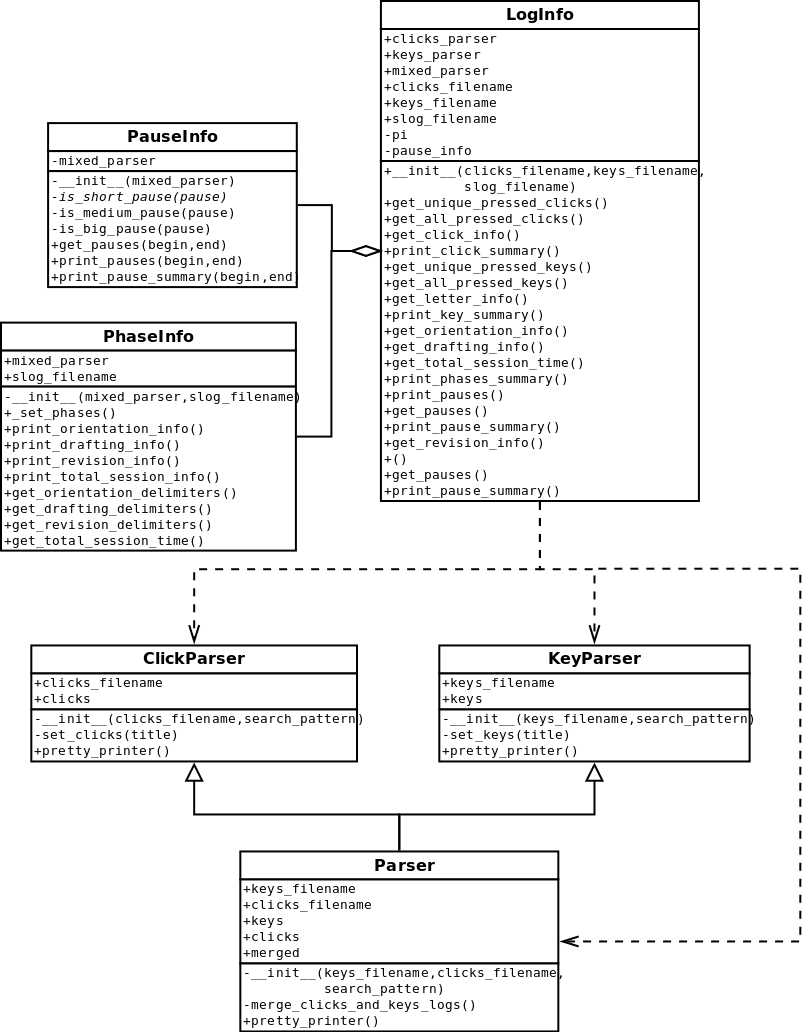 LogInfo
+clicks_parser
+keys_parser
+mixed_parser
+clicks_filename
+keys_filename
+slog_filename
-pi
-pause_info
+__init__(clicks_filename,keys_filename,
slog_filename)
+get_unique_pressed_clicks()
+get_all_pressed_clicks()
+get_click_info()
+print_click_summary()
+get_unique_pressed_keys()
+get_all_pressed_keys()
+get_letter_info()
+print_key_summary()
+get_orientation_info()
+get_drafting_info()
+get_total_session_time()
+print_phases_summary()
+print_pauses()
+get_pauses()
+print_pause_summary()
+get_revision_info()
+()
+get_pauses()
+print_pause_summary()
PauseInfo
-mixed_parser
-__init__(mixed_parser)
-is_short_pause(pause)
-is_medium_pause(pause)
-is_big_pause(pause)
+get_pauses(begin,end)
+print_pauses(begin,end)
+print_pause_summary(begin,end)
PhaseInfo
+mixed_parser
+slog_filename
-__init__(mixed_parser,slog_filename)
+_set_phases()
+print_orientation_info()
+print_drafting_info()
+print_revision_info()
+print_total_session_info()
+get_orientation_delimiters()
+get_drafting_delimiters()
+get_revision_delimiters()
+get_total_session_time()
ClickParser
+clicks_filename
+clicks
-__init__(clicks_filename,search_pattern)
-set_clicks(title)
+pretty_printer()
KeyParser
+keys_filename
+keys
-__init__(keys_filename,search_pattern)
-set_keys(title)
+pretty_printer()
Parser
+keys_filename
+clicks_filename
+keys
+clicks
+merged
-__init__(keys_filename,clicks_filename,
search_pattern)
-merge_clicks_and_keys_logs()
+pretty_printer()